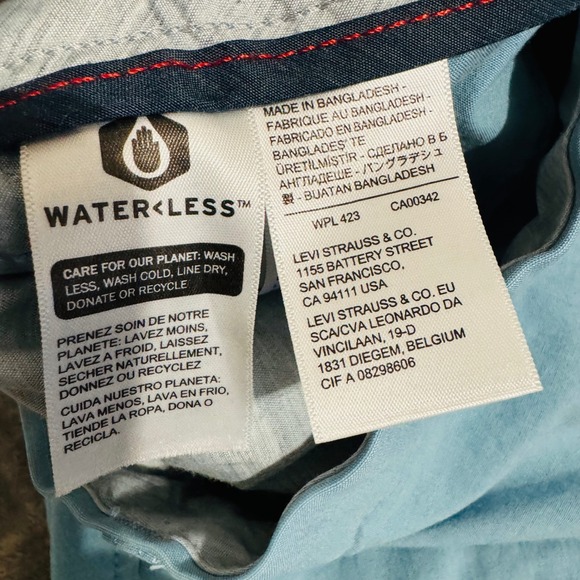 WATER<LESS™
CARE FOR OUR PLANET: WASH
LESS, WASH COLD, LINE DRY,
DONATE OR RECYCLE
PRENEZ SOIN DE NOTRE
PLANETE: LAVEZ MOINS,
LAVEZ A FROID, LAISSEZ
SECHER NATURELLEMENT,
DONNEZ OU RECYCLEZ
CUIDA NUESTRO PLANETA:
LAVA MENOS, LAVA EN FRIO,
TIENDE LA ROPA, DONA O
RECICLA.
MADE IN BANGLADESH -
FABRIQUE AU BANGLADESH -
FABRICADO EN BANGLADESH -
BANGLADEŞ' TE
ÜRETİLMİŞTİR - СДЕЛАНО В Б
АНГЛАДЕШЕ - バングラデシュ
製 - BUATAN BANGLADESH
WPL 423 CA00342
LEVI STRAUSS & CO.
1155 BATTERY STREET
SAN FRANCISCO,
CA 94111 USA
LEVI STRAUSS & CO. EU
SCA/CVA LEONARDO DA
VINCILAAN, 19-D
1831 DIEGEM, BELGIUM
CIF A 08298606